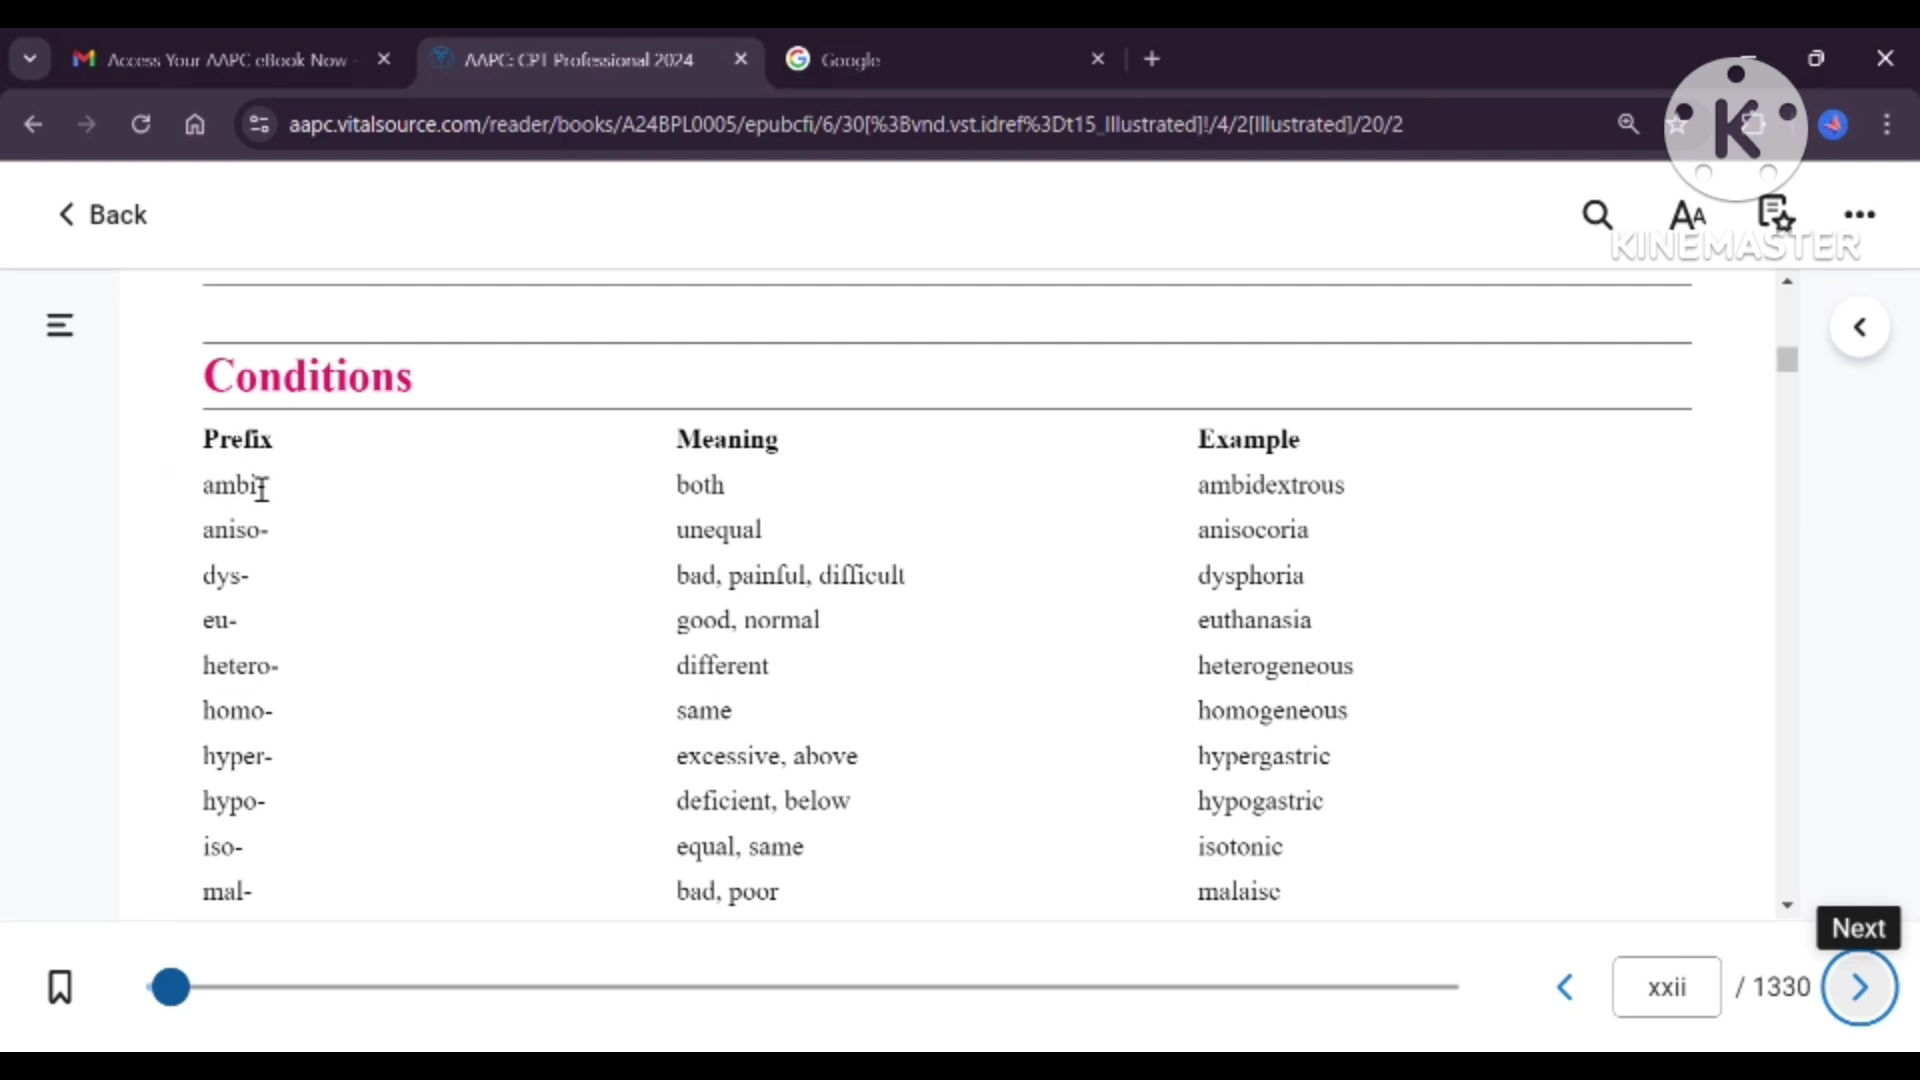 Access Your AAPC eBook Now -
AAPC: CPT Professional 2024
Google
aapc.vitalsource.com/reader/books/A24BPL0005/epubcfi/6/30[%3Bvnd.vst.idref%3Dt15_Illustrated]!/4/2[Illustrated]/20/2
K
Back
AA
KINEMASTER
Conditions
Prefix Meaning Example
ambi- both ambidextrous
aniso- unequal anisocoria
dys- bad, painful, difficult dysphoria
eu- good, normal euthanasia
hetero- different heterogeneous
homo- same homogeneous
hyper- excessive, above hypergastric
hypo- deficient, below hypogastric
iso- equal, same isotonic
mal- bad, poor malaise
Next
xxii / 1330